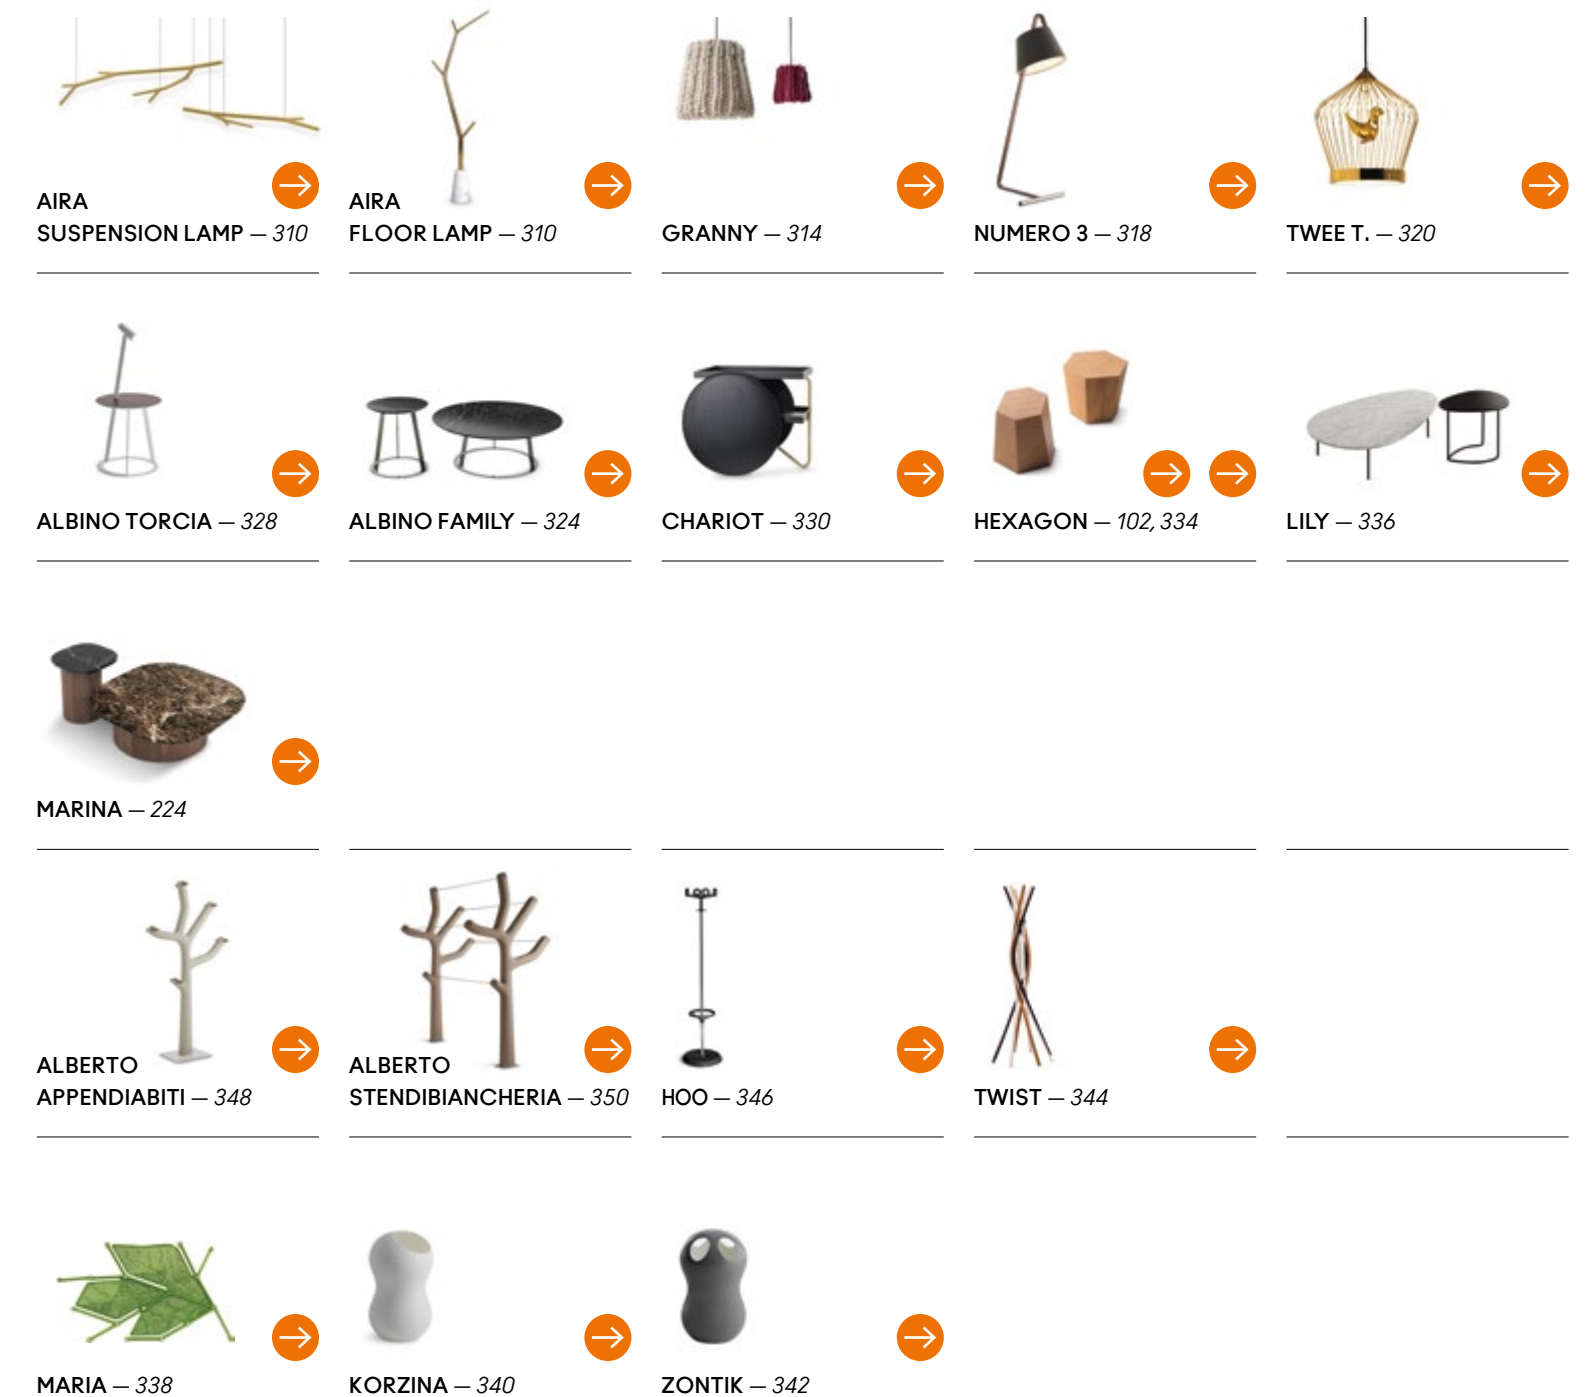 AIRA
SUSPENSION LAMP — 310
AIRA
FLOOR LAMP — 310
GRANNY — 314
NUMERO 3 — 318
TWEE T. — 320
ALBINO TORCIA — 328
ALBINO FAMILY — 324
CHARIOT — 330
HEXAGON — 102, 334
LILY — 336
MARINA — 224
ALBERTO
APPENDIABITI — 348
ALBERTO
STENDIBIANCHERIA — 350
HOO — 346
TWIST — 344
MARIA — 338
KORZINA — 340
ZONTIK — 342